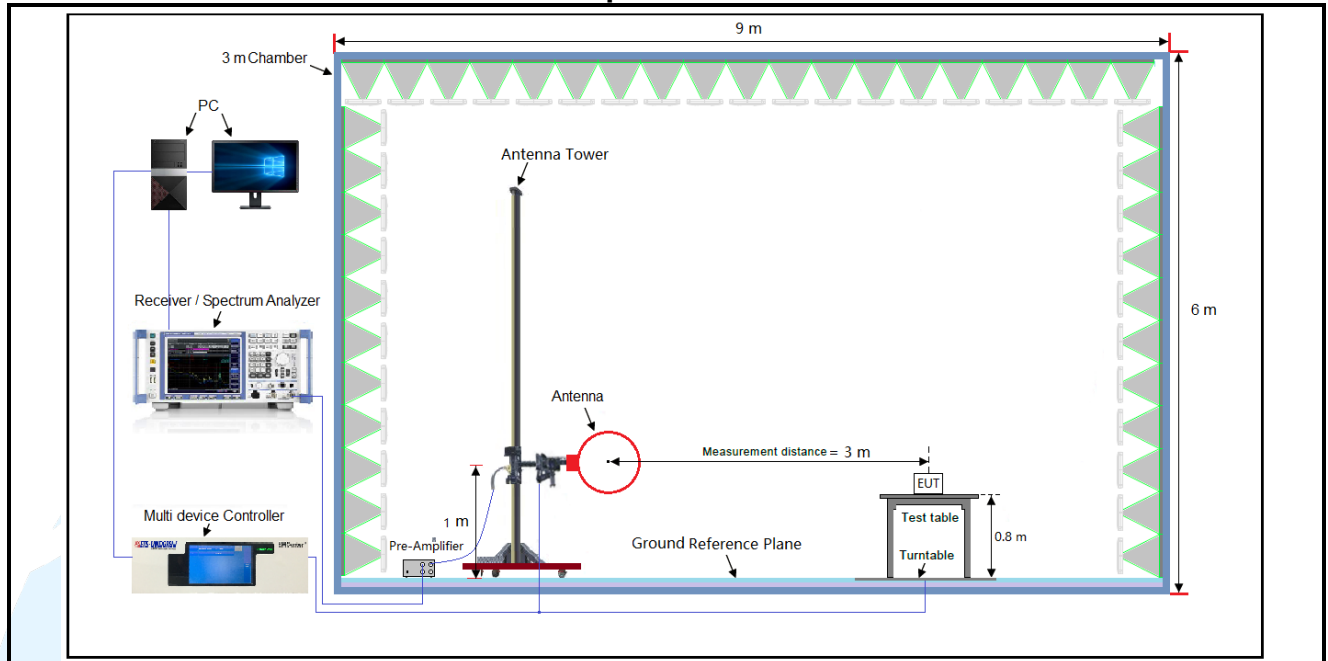 9 m
3 m Chamber
PC
Antenna Tower
Receiver / Spectrum Analyzer
6 m
Antenna
Measurement distance = 3 m
EUT
Multi device Controller
1 m
Test table
0.8 m
Pre-Amplifier
Ground Reference Plane
Turntable